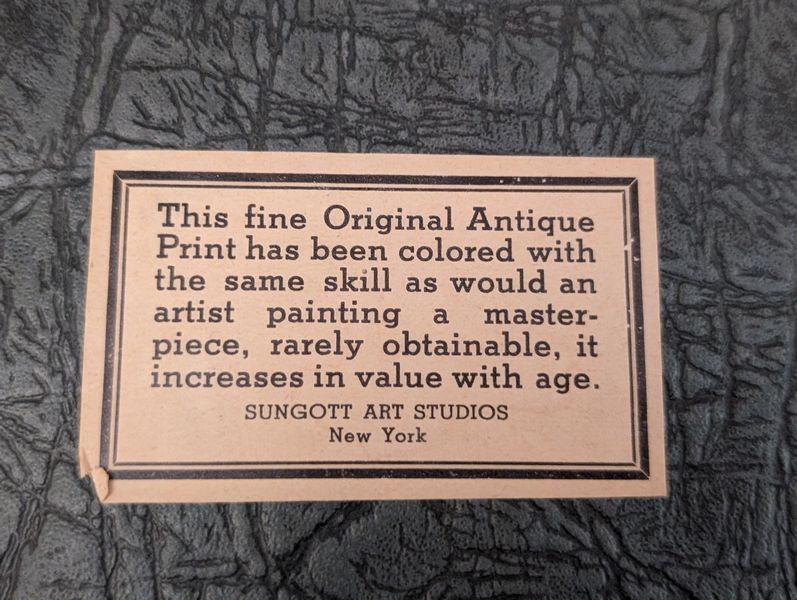 This fine Original Antique
Print has been colored with
the same skill as would an
artist painting a master-
piece, rarely obtainable, it
increases in value with age.
SUNGOTT ART STUDIOS
New York